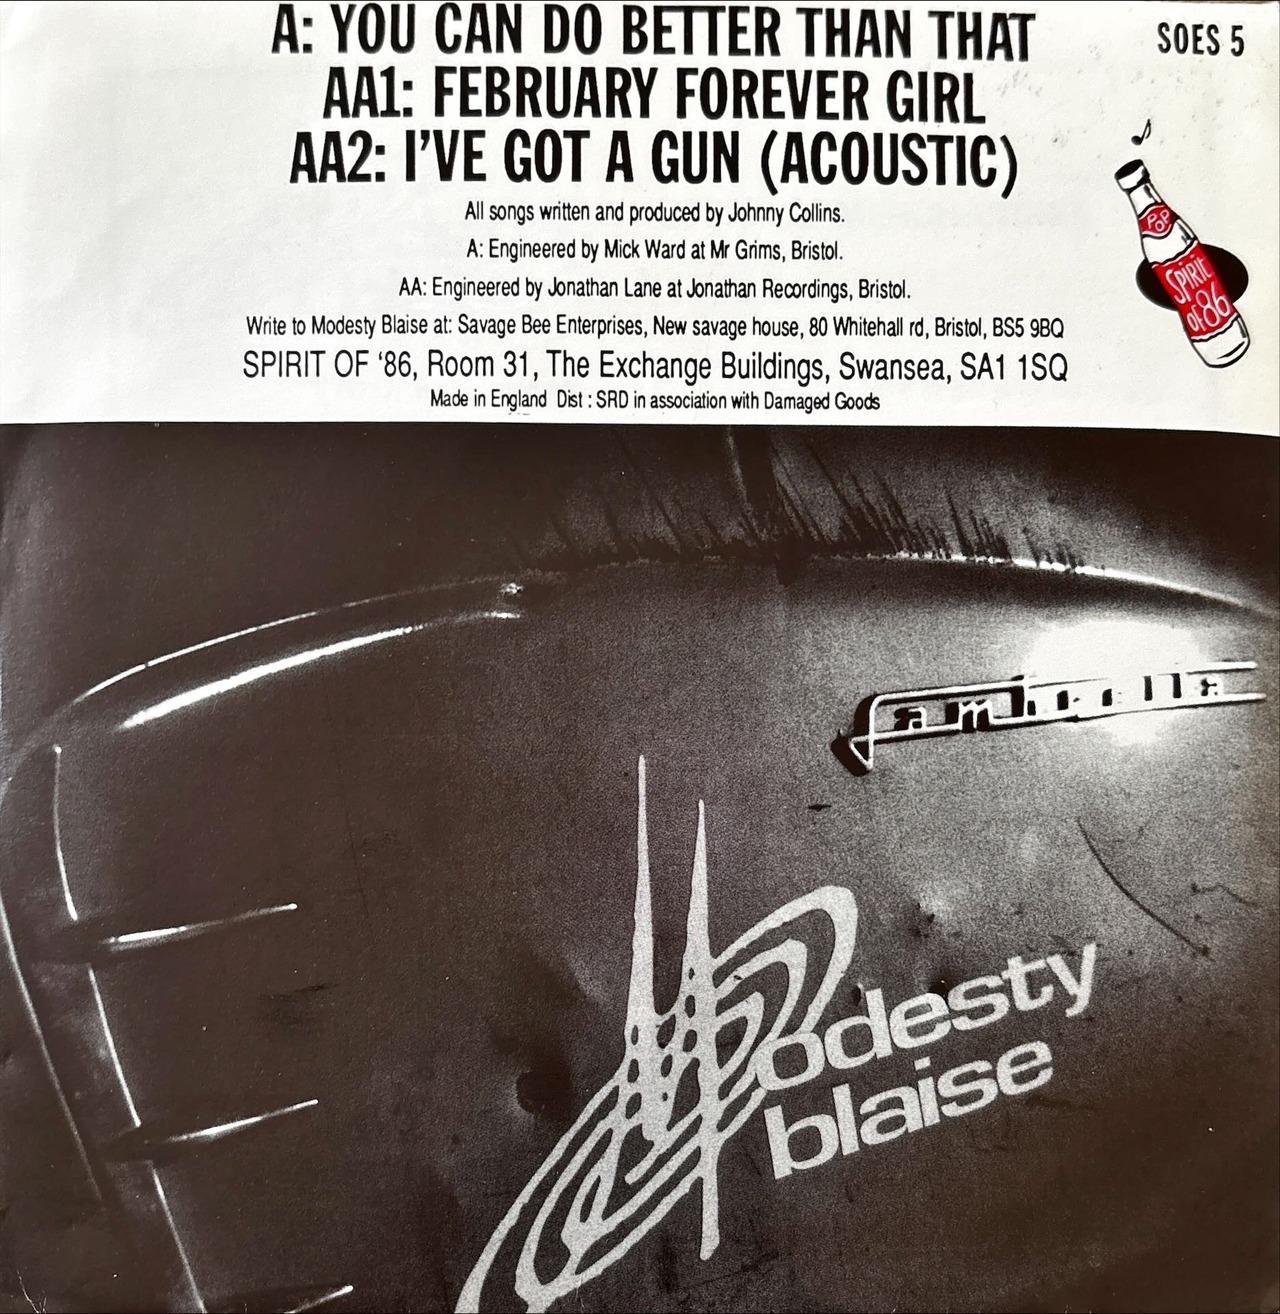 A: YOU CAN DO BETTER THAN THAT
SOES 5
AA1: FEBRUARY FOREVER GIRL
AA2: I'VE GOT A GUN (ACOUSTIC)
All songs written and produced by Johnny Collins.
A: Engineered by Mick Ward at Mr Grims, Bristol.
AA: Engineered by Jonathan Lane at Jonathan Recordings, Bristol.
Write to Modesty Blaise at: Savage Bee Enterprises, New savage house, 80 Whitehall rd, Bristol, BS5 9BQ
SPIRIT OF ‘86, Room 31, The Exchange Buildings, Swansea, SA1 1SQ
Made in England Dist : SRD in association with Damaged Goods
POP
SPIRIT
OF 86
Lambretta
Modesty
blaise